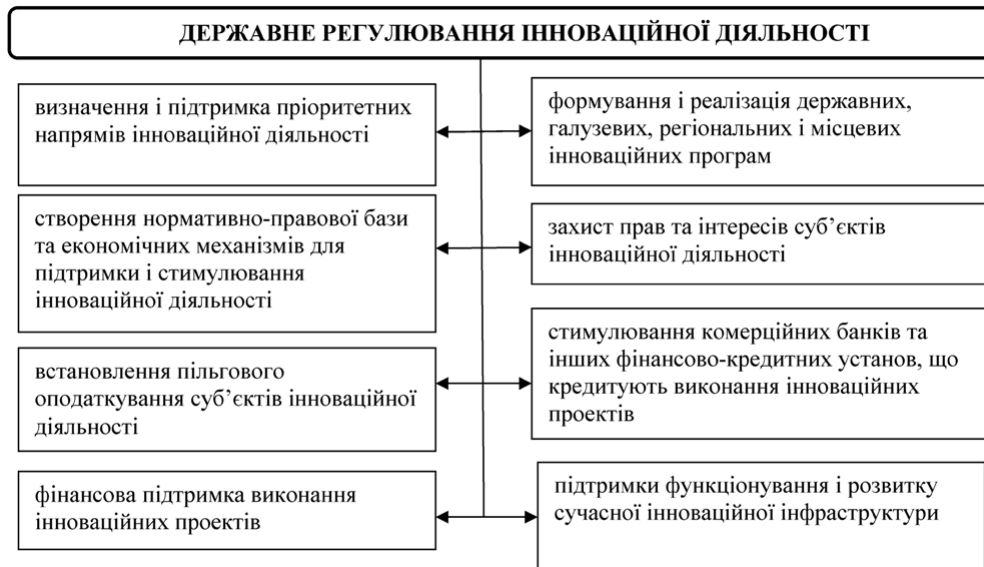 ДЕРЖАВНЕ РЕГУЛЮВАННЯ ІННОВАЦІЙНОЇ ДІЯЛЬНОСТІ
визначення і підтримка пріоритетних
напрямів інноваційної діяльності
формування і реалізація державних,
галузевих, регіональних і місцевих
інноваційних програм
створення нормативно-правової бази
та економічних механізмів для
підтримки і стимулювання
інноваційної діяльності
захист прав та інтересів суб’єктів
інноваційної діяльності
встановлення пільгового
оподаткування суб’єктів інноваційної
діяльності
стимулювання комерційних банків та
інших фінансово-кредитних установ, що
кредитують виконання інноваційних
проектів
фінансова підтримка виконання
інноваційних проектів
підтримки функціонування і розвитку
сучасної інноваційної інфраструктури